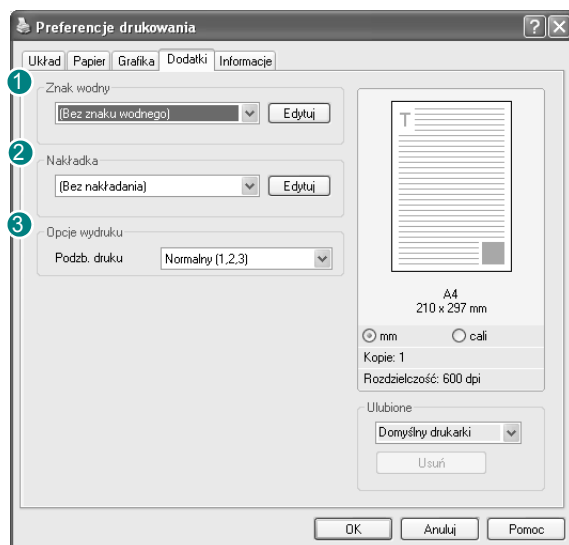 Preferencje drukowania
Układ Papier Grafika Dodatki Informacje
1
Znak wodny
(Bez znaku wodnego) Edytuj
2
Nakładka
(Bez nakładania) Edytuj
3
Opcje wydruku
Podzb. druku Normalny (1,2,3)
T
A4
210 x 297 mm
mm cali
Kopie: 1
Rozdzielczość: 600 dpi
Ulubione
Domyślny drukarki
Usuń
OK Anuluj Pomoc